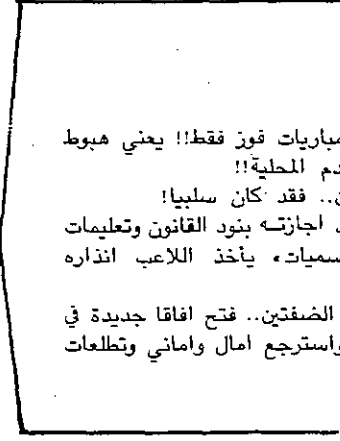 مباريات فوز فقط!! يعني هبوط
دم المحلية!!
.. فقد كان سلبيا!
اجازته بنود القانون وتعليمات
سميات، يأخذ اللاعب انذاره
الضفتين.. فتح افاقا جديدة في
واسترجع امال واماني وتطلعات